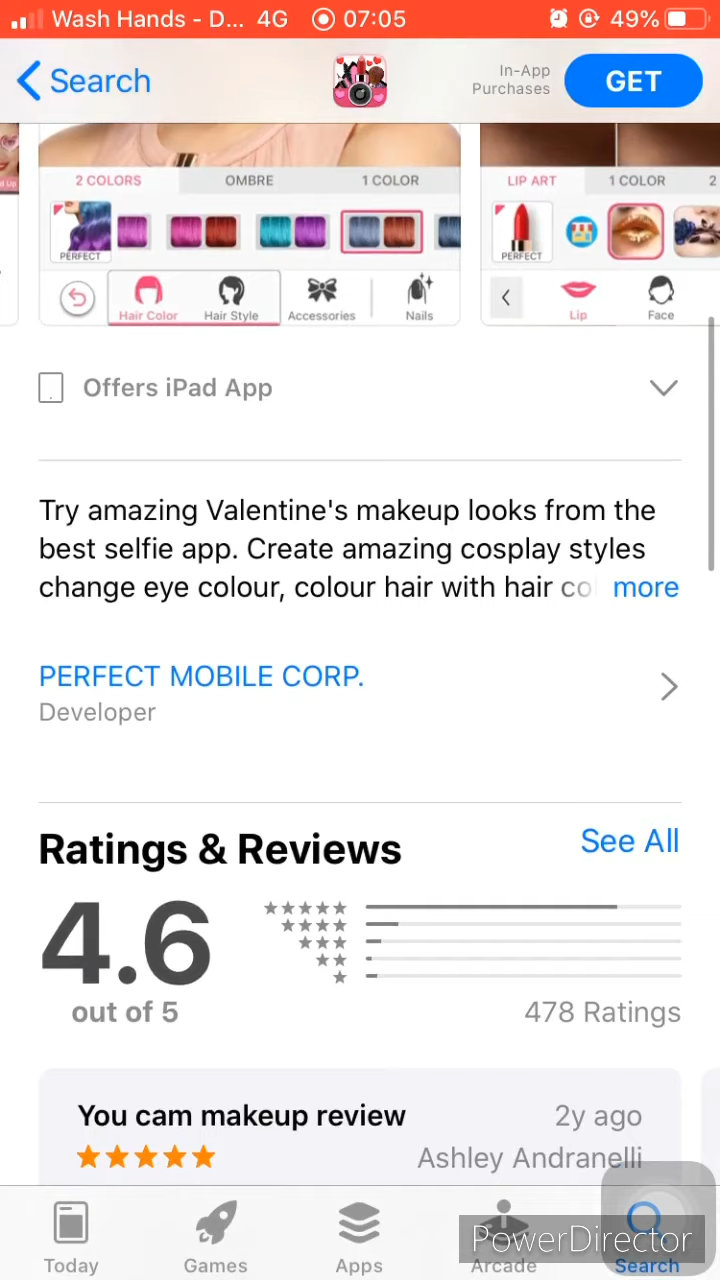 Wash Hands - D... 4G 07:05 49%
Search
In-App
Purchases
GET
2 COLORS OMBRE 1 COLOR
PERFECT
Hair Color Hair Style Accessories Nails
LIP ART 1 COLOR 2
PERFECT
Lip Face
Offers iPad App
Try amazing Valentine's makeup looks from the
best selfie app. Create amazing cosplay styles
change eye colour, colour hair with hair co more
PERFECT MOBILE CORP.
Developer
Ratings & Reviews See All
4.6
out of 5
478 Ratings
You cam makeup review 2y ago
Ashley Andranelli
Today Games Apps Arcade Search
PowerDirector